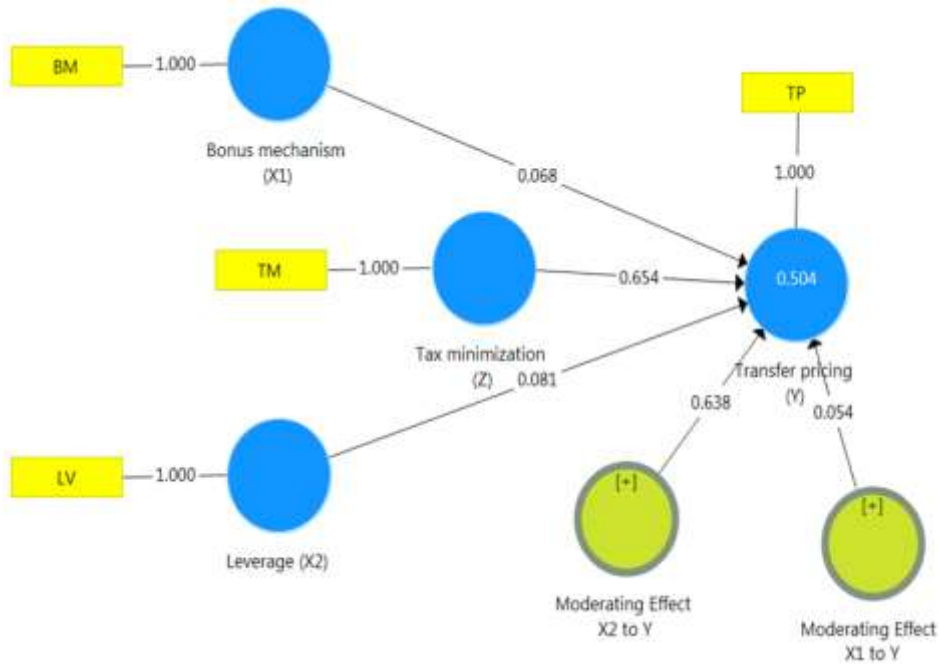 BM
1.000
Bonus mechanism
(X1)
TP
1.000
0.068
TM
1.000
0.654
0.504
Tax minimization
(Z)
0.081
Transfer pricing
(Y)
0.638
0.054
LV
1.000
Leverage (X2)
[+]
[+]
Moderating Effect
X2 to Y
Moderating Effect
X1 to Y